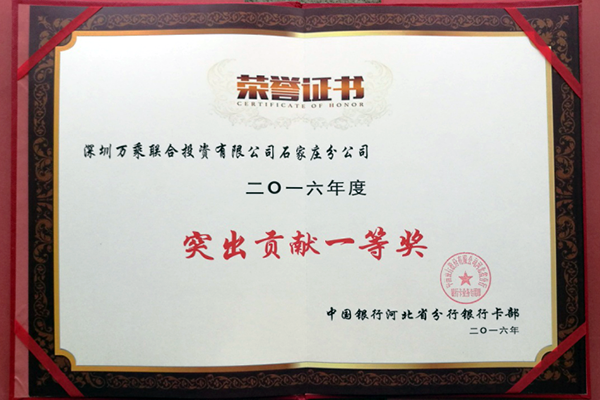 荣誉证书
CERTIFICATE OF HONOR
深圳万乘联合投资有限公司石家庄分公司
二〇一六年度
突出贡献一等奖
中国银行河北省分行银行卡部
二〇一六年